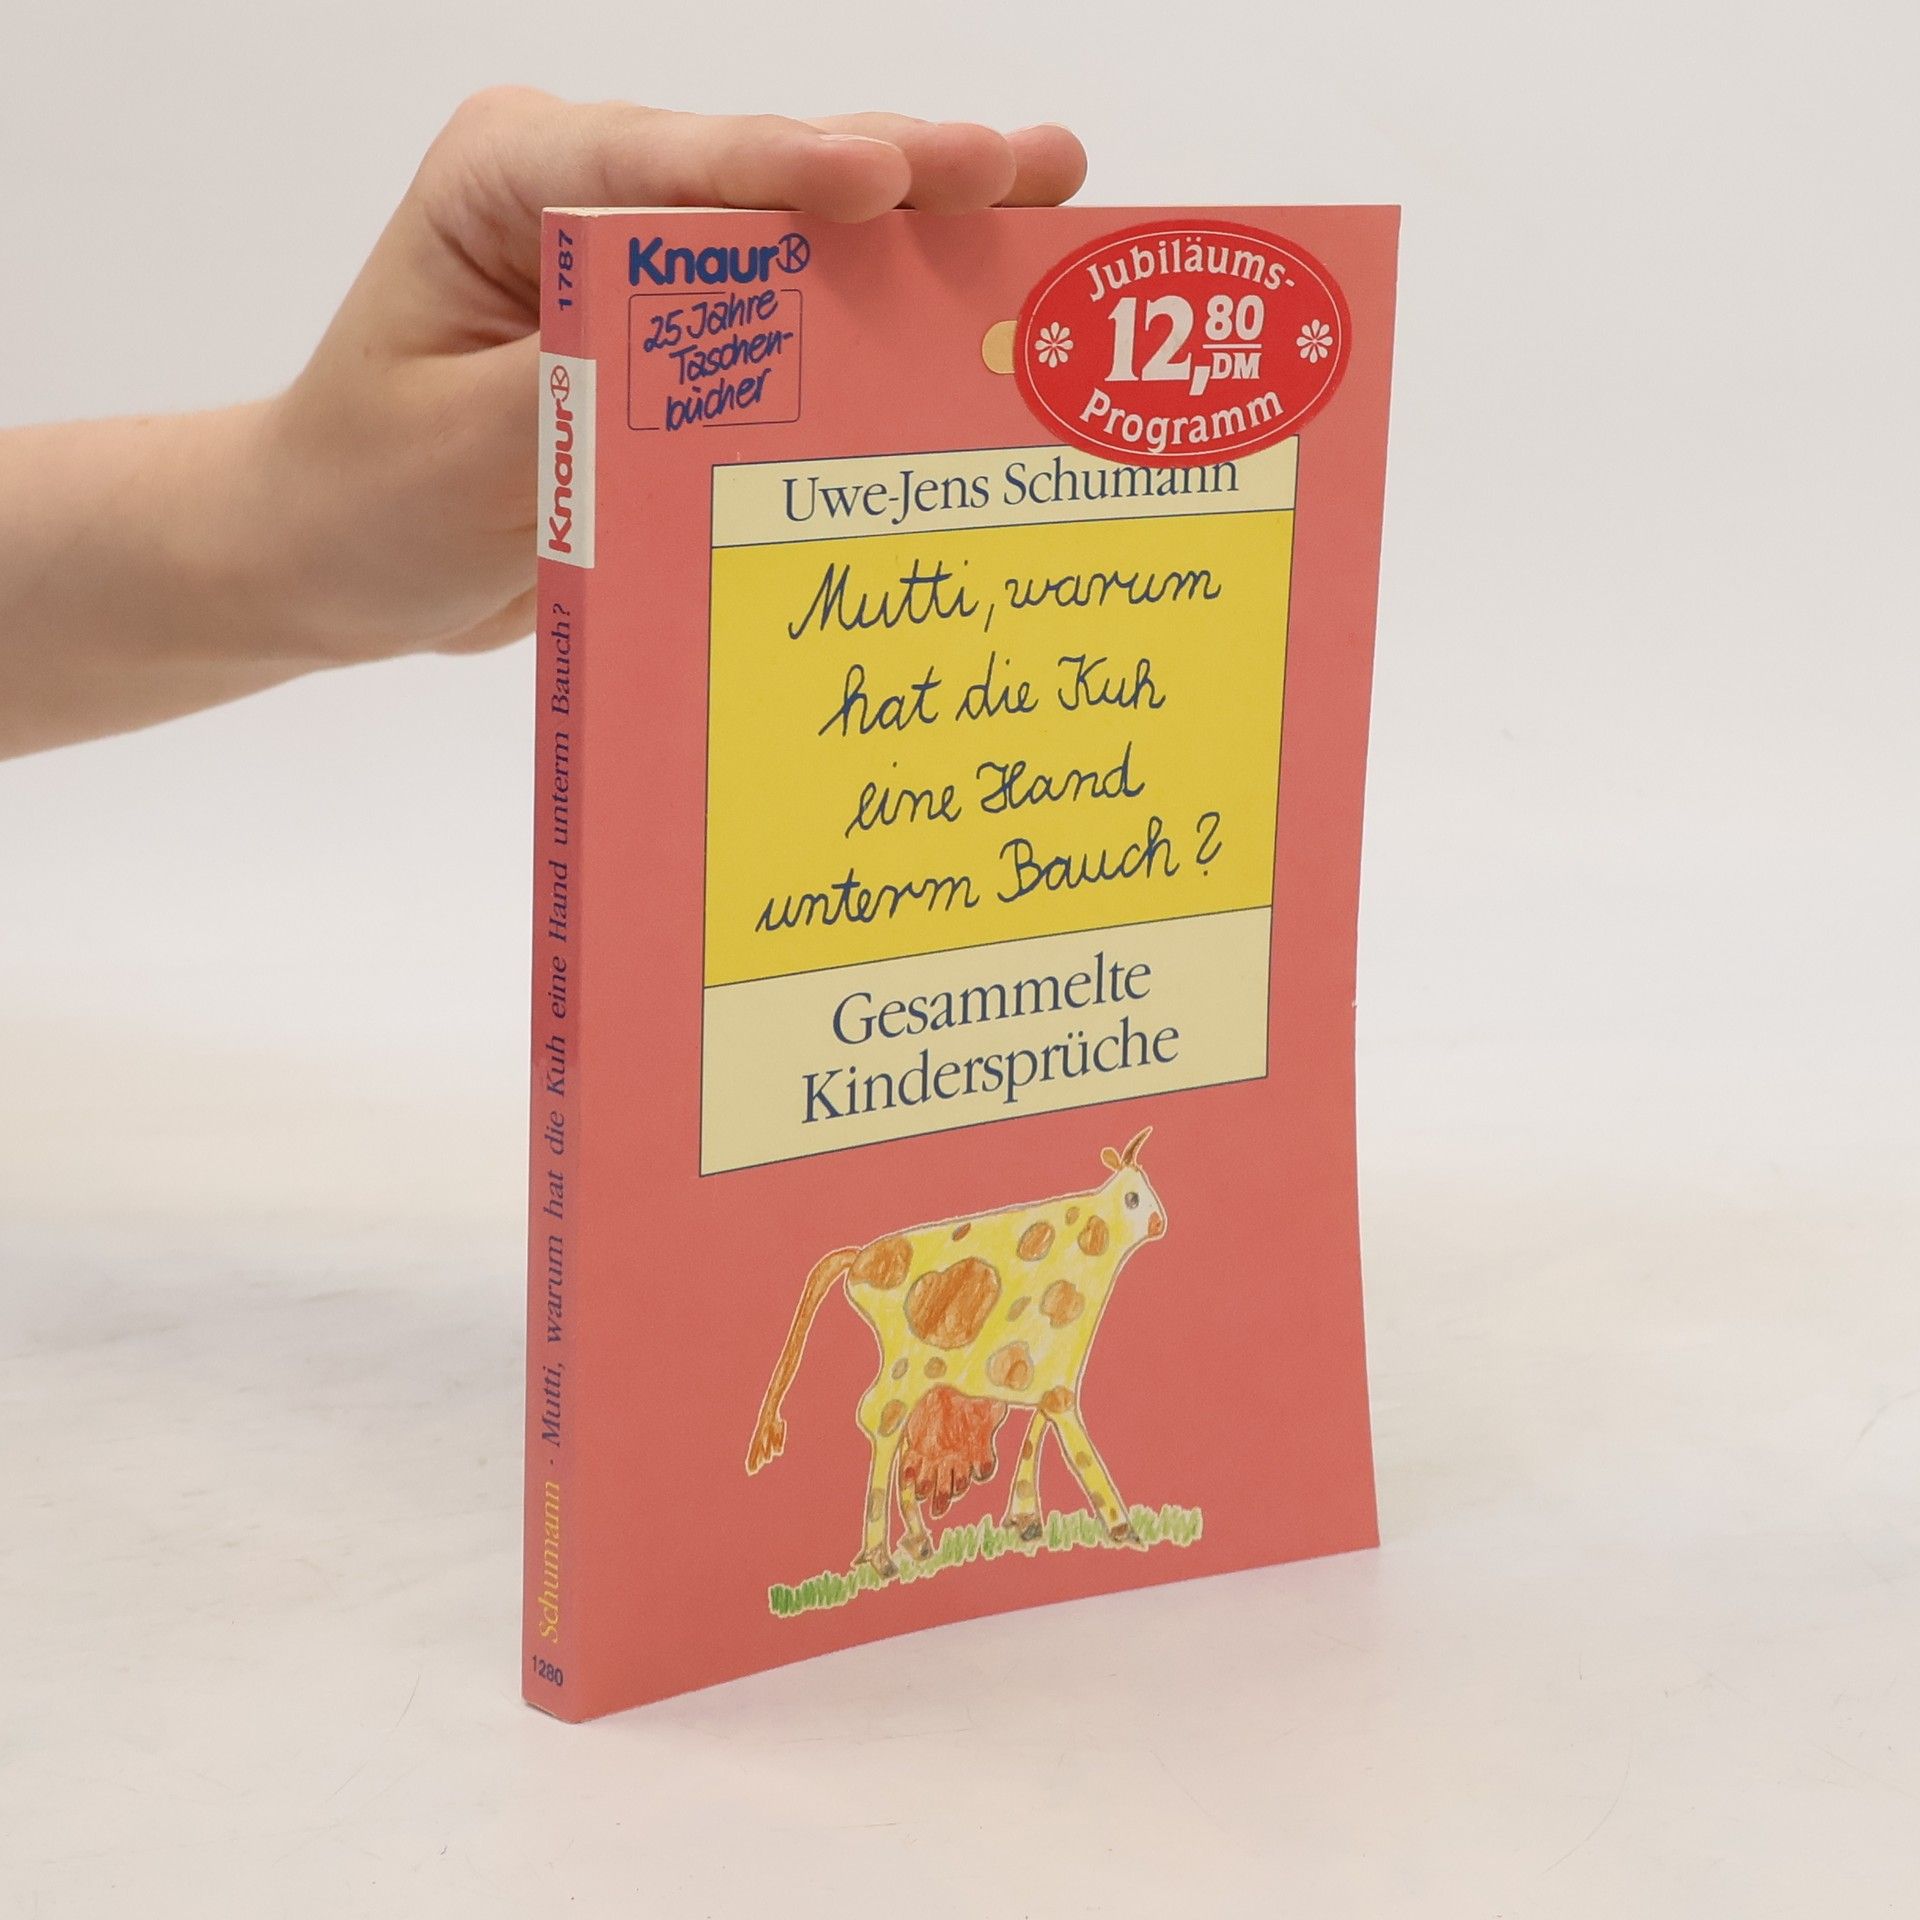 Knaur
25 Jahre
Taschen-
bücher
Jubiläums-
12,80
DM
Programm
Uwe-Jens Schumann
Mutti, warum
hat die Kuh
eine Hand
unterm Bauch?
Gesammelte
Kindersprüche
1787
Knaur
Schumann · Mutti, warum hat die Kuh eine Hand unterm Bauch?
1280